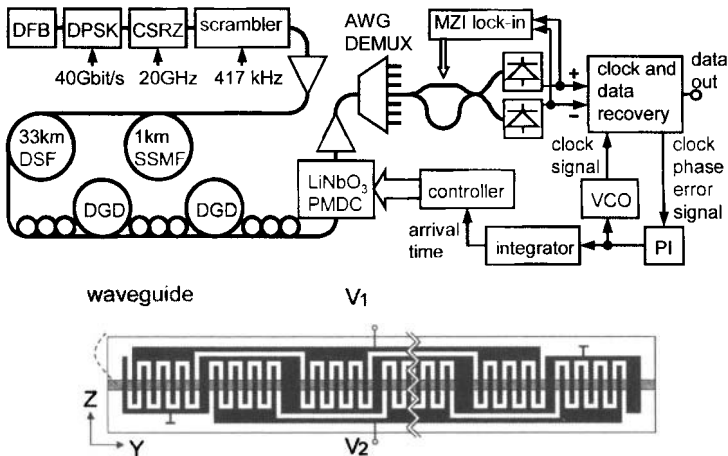 DFB DPSK CSRZ scrambler
40Gbit/s 20GHz 417 kHz
AWG
DEMUX
MZI lock-in
+
−
clock and
data
recovery
data
out
33km
DSF
1km
SSMF
clock
signal
clock
phase
error
signal
LiNbO3
PMDC
controller
VCO
DGD DGD
arrival
time
integrator
PI
waveguide
V1
Z
Y
V2